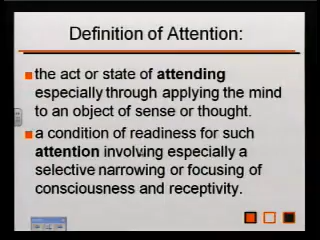 Definition of Attention:
the act or state of attending
especially through applying the mind
to an object of sense or thought.
a condition of readiness for such
attention involving especially a
selective narrowing or focusing of
consciousness and receptivity.